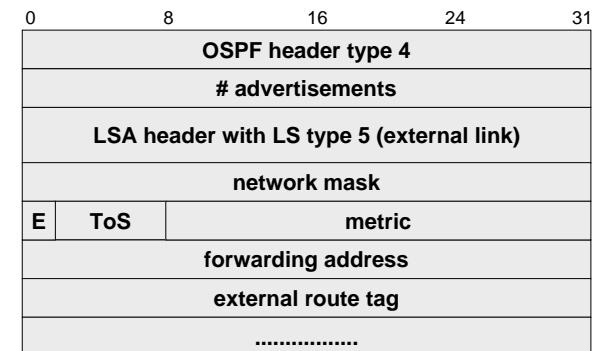 0 8 16 24 31
OSPF header type 4
# advertisements
LSA header with LS type 5 (external link)
network mask
E ToS metric
forwarding address
external route tag
.................